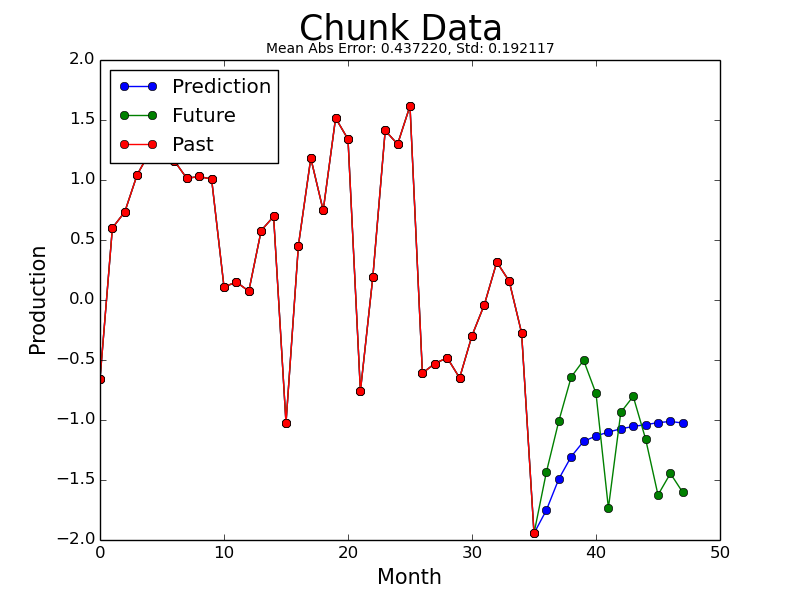 Chunk Data
Mean Abs Error: 0.437220, Std: 0.192117
Prediction
Future
Past
2.0
1.5
1.0
0.5
0.0
−0.5
−1.0
−1.5
−2.0
Production
0 10 20 30 40 50
Month